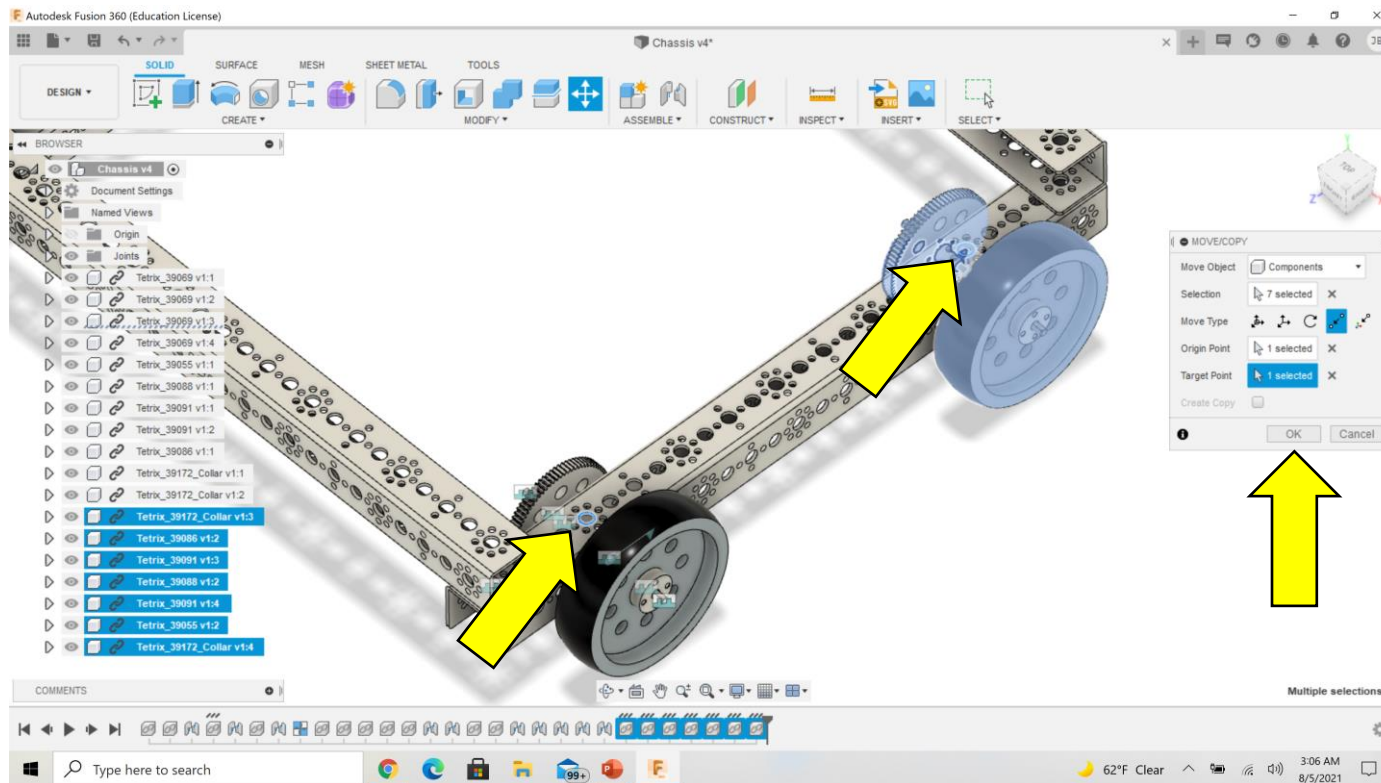 Autodesk Fusion 360 (Education License)
Chassis v4*
SOLID SURFACE MESH SHEET METAL TOOLS
DESIGN
CREATE MODIFY ASSEMBLE CONSTRUCT INSPECT INSERT SELECT
BROWSER
Chassis v4
Document Settings
Named Views
Origin
Joints
Tetrix_39069 v1:1
Tetrix_39069 v1:2
Tetrix_39069 v1:3
Tetrix_39069 v1:4
Tetrix_39055 v1:1
Tetrix_39088 v1:1
Tetrix_39091 v1:1
Tetrix_39091 v1:2
Tetrix_39086 v1:1
Tetrix_39172_Collar v1:1
Tetrix_39172_Collar v1:2
Tetrix_39172_Collar v1:3
Tetrix_39086 v1:2
Tetrix_39091 v1:3
Tetrix_39088 v1:2
Tetrix_39091 v1:4
Tetrix_39055 v1:2
Tetrix_39172_Collar v1:4
TOP
Z
MOVE/COPY
Move Object Components
Selection 7 selected
Move Type
Origin Point 1 selected
Target Point 1 selected
Create Copy
OK Cancel
COMMENTS
Multiple selections
Type here to search
99+
62°F Clear
3:06 AM
8/5/2021